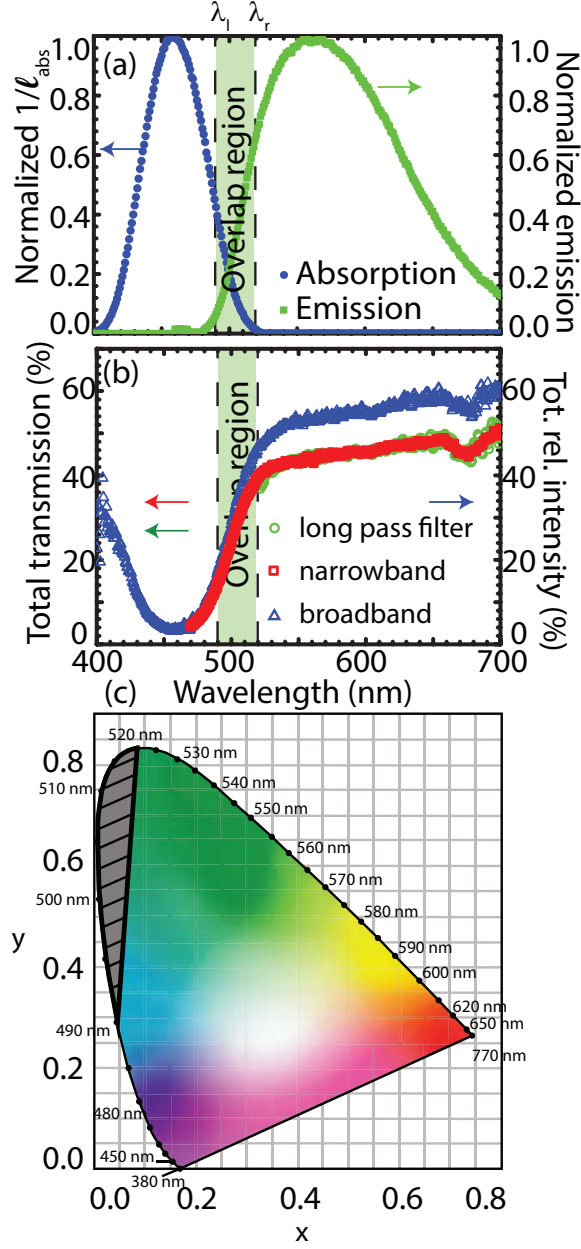 λl λr
(a)
Normalized 1/ℓabs
1.0
0.8
0.6
0.4
0.2
0.0
Overlap region
Absorption
Emission
1.0
0.8
0.6
0.4
0.2
0.0
Normalized emission
(b)
Total transmission (%)
60
40
20
0
Overlap region
long pass filter
narrowband
broadband
60
40
20
0
Tot. rel. intensity (%)
400 500 600 700
Wavelength (nm)
(c)
y
0.8
0.6
0.4
0.2
0.0
520 nm
510 nm
500 nm
490 nm
480 nm
450 nm
380 nm
530 nm
540 nm
550 nm
560 nm
570 nm
580 nm
590 nm
600 nm
620 nm
650 nm
770 nm
0.0 0.2 0.4 0.6 0.8
x